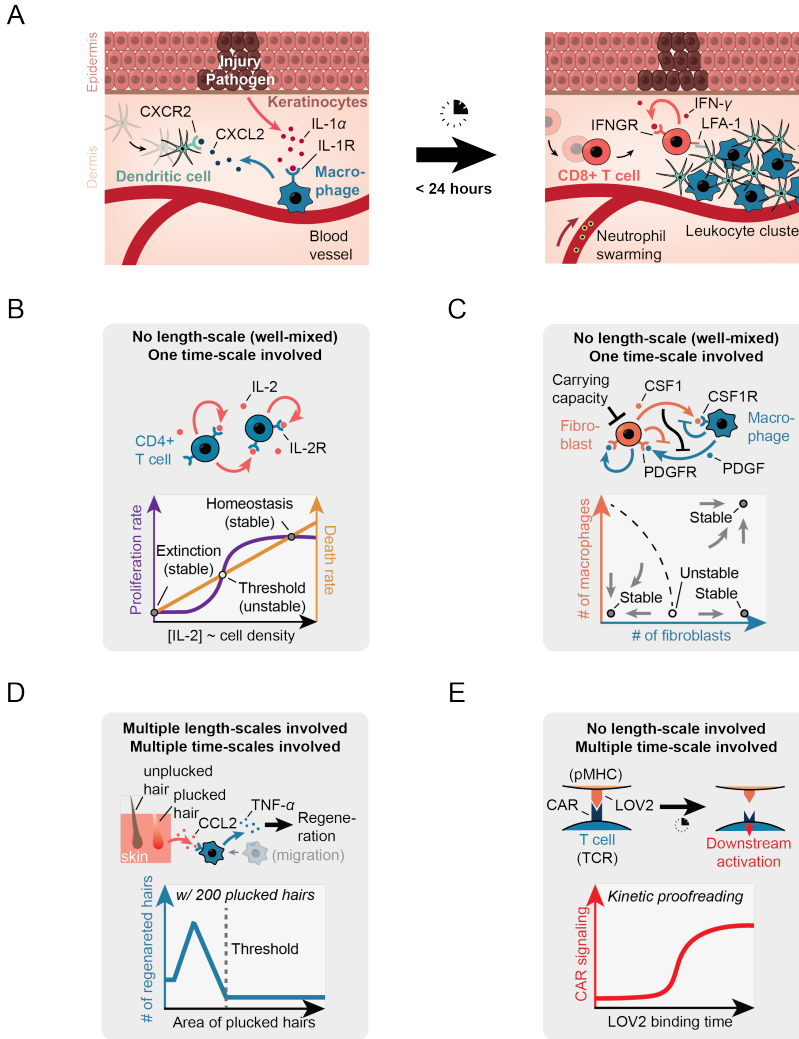 A
Epidermis
Dermis
Injury
Pathogen
Keratinocytes
CXCR2
CXCL2
IL-1α
IL-1R
Dendritic cell
Macro-
phage
Blood
vessel
< 24 hours
IFN-γ
IFNGR
LFA-1
CD8+ T cell
Neutrophil
swarming
Leukocyte cluste
B
No length-scale (well-mixed)
One time-scale involved
IL-2
CD4+
T cell
IL-2R
Proliferation rate
Death rate
Homeostasis
(stable)
Extinction
(stable)
Threshold
(unstable)
[IL-2] ~ cell density
C
No length-scale (well-mixed)
One time-scale involved
Carrying
capacity
CSF1
CSF1R
Fibro-
blast
Macro-
phage
PDGFR
PDGF
# of macrophages
Stable
Stable
Unstable
Stable
# of fibroblasts
D
Multiple length-scales involved
Multiple time-scales involved
unplucked
hair
plucked
hair
skin
CCL2
TNF-α
Regene-
ration
(migration)
# of regenareted hairs
w/ 200 plucked hairs
Threshold
Area of plucked hairs
E
No length-scale involved
Multiple time-scale involved
(pMHC)
CAR
LOV2
T cell
(TCR)
Downstream
activation
CAR signaling
Kinetic proofreading
LOV2 binding time